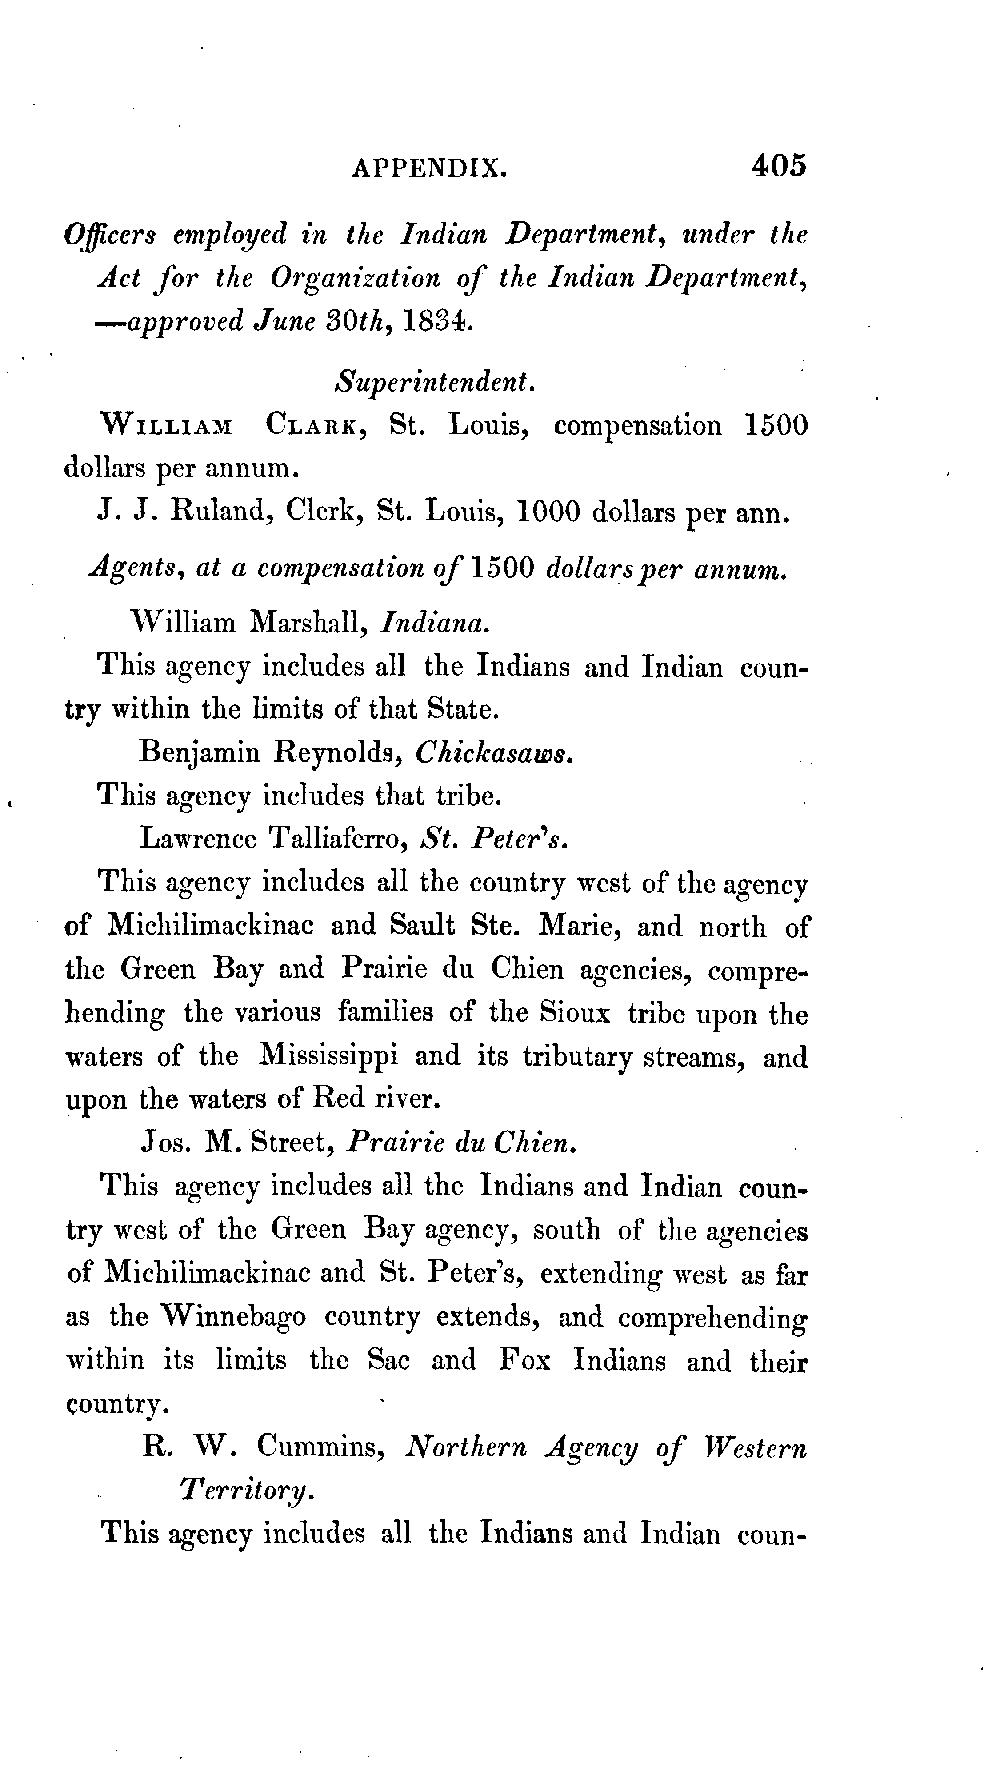 APPENDIX. 405
Officers employed in the Indian Department, under the
Act for the Organization of the Indian Department,
—approved June 30th, 1834.
Superintendent.
WILLIAM CLARK, St. Louis, compensation 1500
dollars per annum.
J. J. Ruland, Clerk, St. Louis, 1000 dollars per ann.
Agents, at a compensation of 1500 dollars per annum.
William Marshall, Indiana.
This agency includes all the Indians and Indian coun-
try within the limits of that State.
Benjamin Reynolds, Chickasaws.
This agency includes that tribe.
Lawrence Talliaferro, St. Peter's.
This agency includes all the country west of the agency
of Michilimackinac and Sault Ste. Marie, and north of
the Green Bay and Prairie du Chien agencies, compre-
hending the various families of the Sioux tribe upon the
waters of the Mississippi and its tributary streams, and
upon the waters of Red river.
Jos. M. Street, Prairie du Chien.
This agency includes all the Indians and Indian coun-
try west of the Green Bay agency, south of the agencies
of Michilimackinac and St. Peter's, extending west as far
as the Winnebago country extends, and comprehending
within its limits the Sac and Fox Indians and their
country.
R. W. Cummins, Northern Agency of Western
Territory.
This agency includes all the Indians and Indian coun-